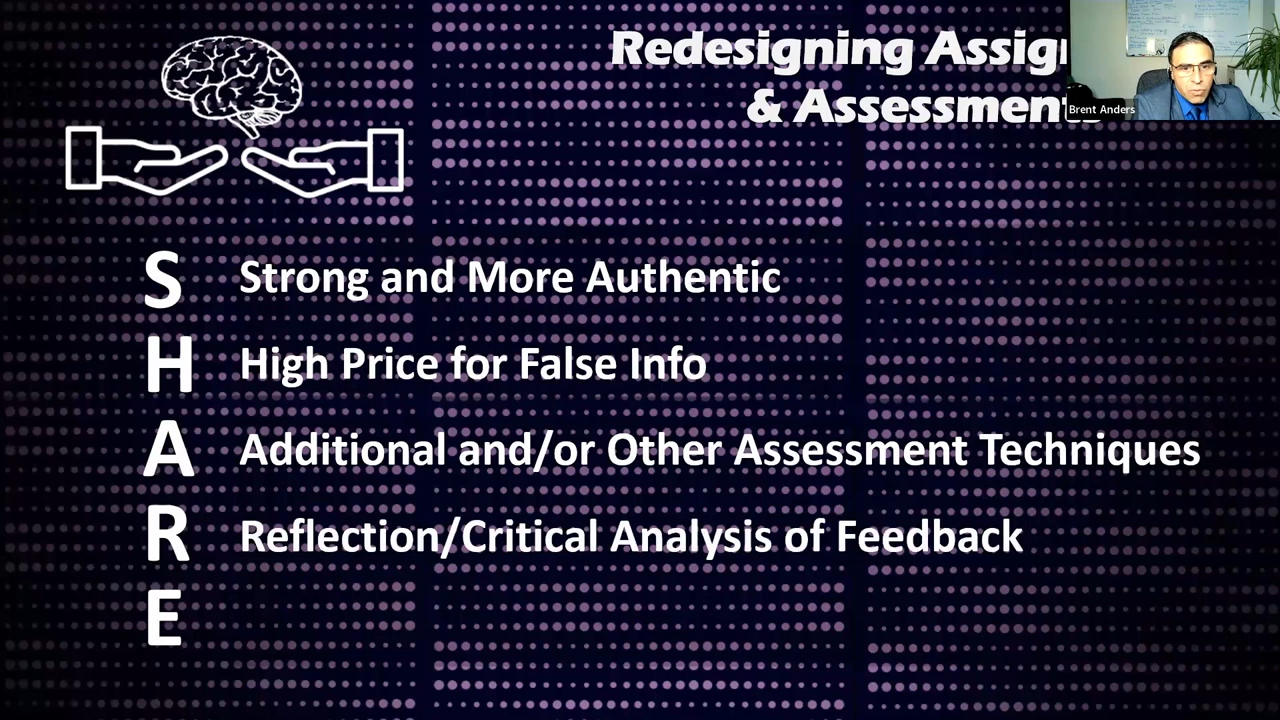 Redesigning
& Assessment
Brent Anders
S Strong and More Authentic
H High Price for False Info
A Additional and/or Other Assessment Techniques
R Reflection/Critical Analysis of Feedback
E